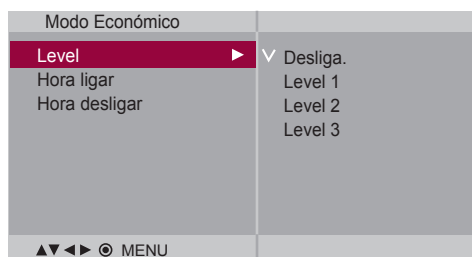 Modo Económico
Level
Hora ligar
Hora desligar
Desliga.
Level 1
Level 2
Level 3
MENU